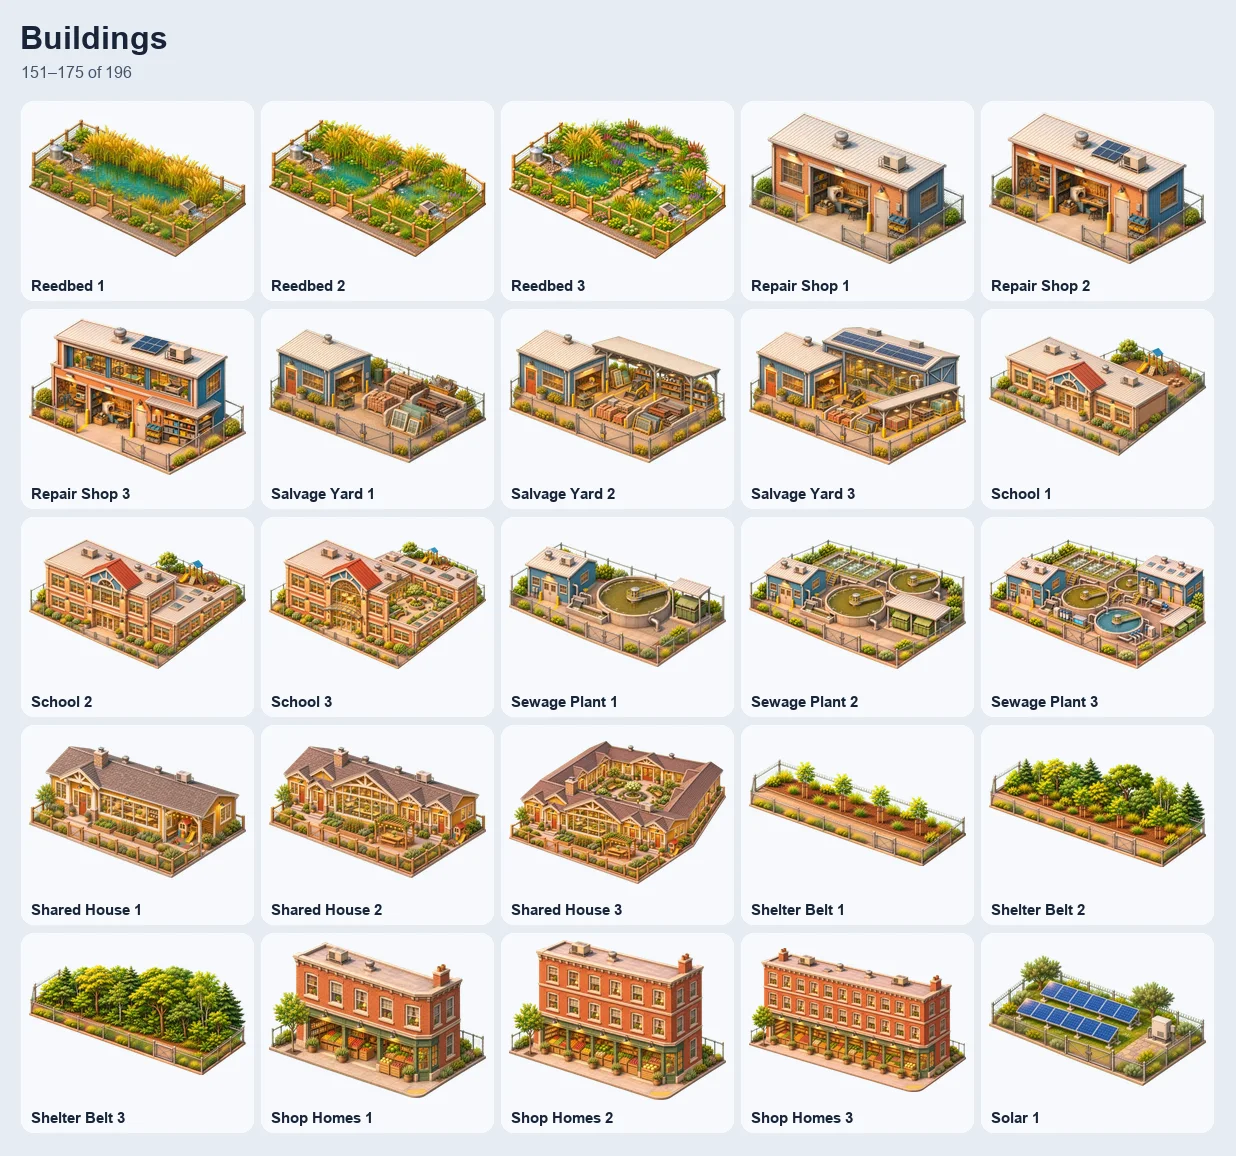 Buildings
151–175 of 196
Reedbed 1
Reedbed 2
Reedbed 3
Repair Shop 1
Repair Shop 2
Repair Shop 3
Salvage Yard 1
Salvage Yard 2
Salvage Yard 3
School 1
School 2
School 3
Sewage Plant 1
Sewage Plant 2
Sewage Plant 3
Shared House 1
Shared House 2
Shared House 3
Shelter Belt 1
Shelter Belt 2
Shelter Belt 3
Shop Homes 1
Shop Homes 2
Shop Homes 3
Solar 1